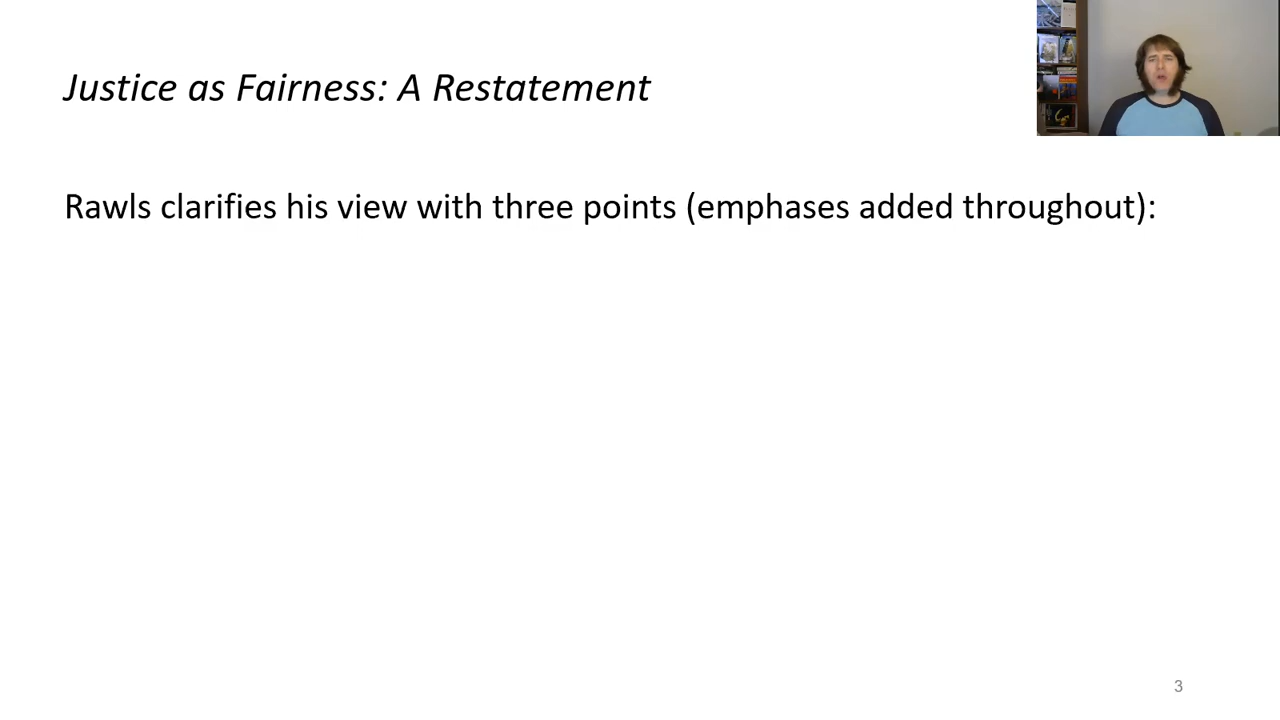 Justice as Fairness: A Restatement
Rawls clarifies his view with three points (emphases added throughout):
3